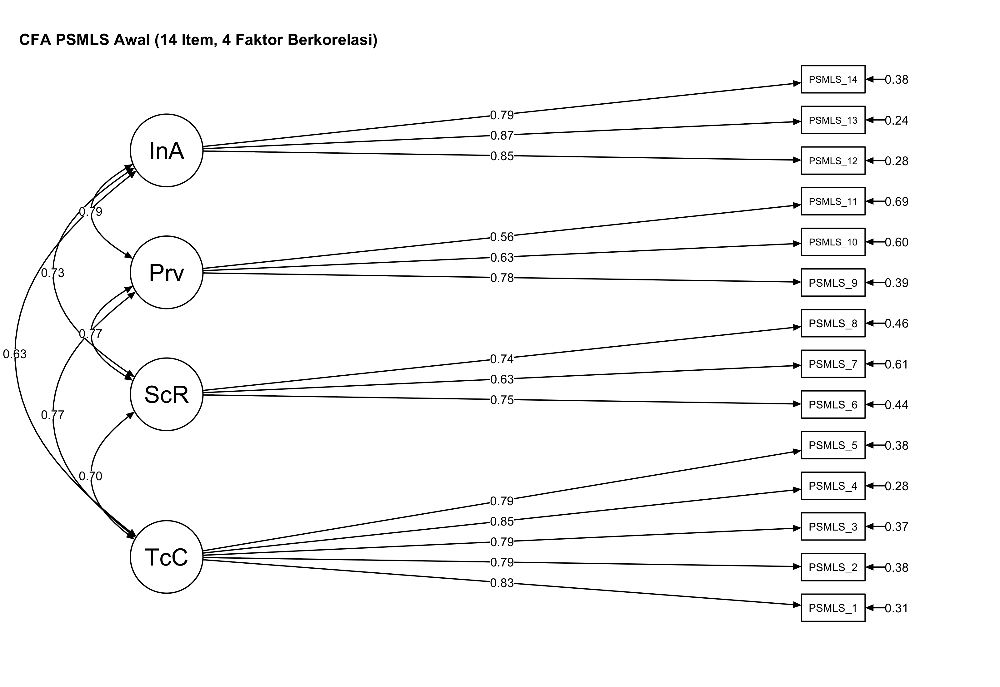 CFA PSMLS Awal (14 Item, 4 Faktor Berkorelasi)
PSMLS_14
0.38
0.79
PSMLS_13
0.24
0.87
InA
PSMLS_12
0.28
0.85
PSMLS_11
0.69
0.79
0.56
PSMLS_10
0.60
0.63
Prv
0.73
0.78
PSMLS_9
0.39
PSMLS_8
0.46
0.77
0.63
0.74
PSMLS_7
0.61
0.63
ScR
0.75
PSMLS_6
0.44
0.77
PSMLS_5
0.38
0.70
PSMLS_4
0.28
0.79
0.85
PSMLS_3
0.37
0.79
TcC
0.79
PSMLS_2
0.38
0.83
PSMLS_1
0.31